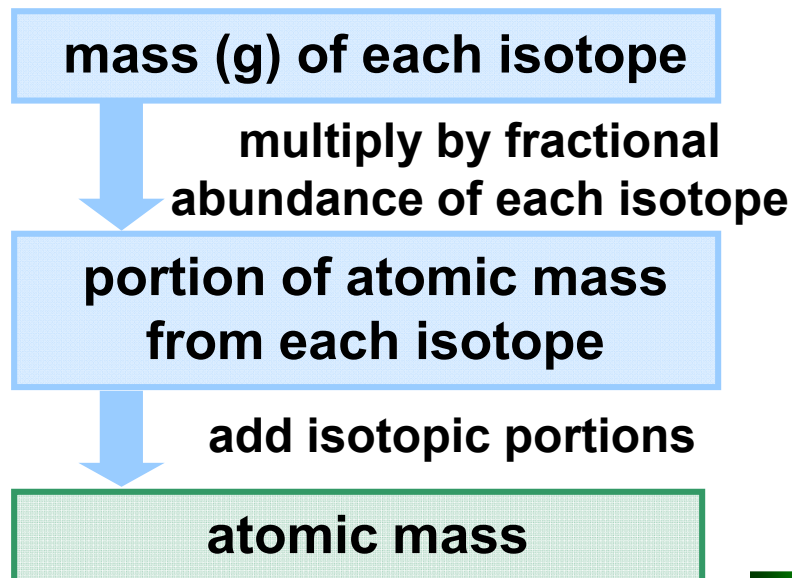 mass (g) of each isotope
multiply by fractional
abundance of each isotope
portion of atomic mass
from each isotope
add isotopic portions
atomic mass